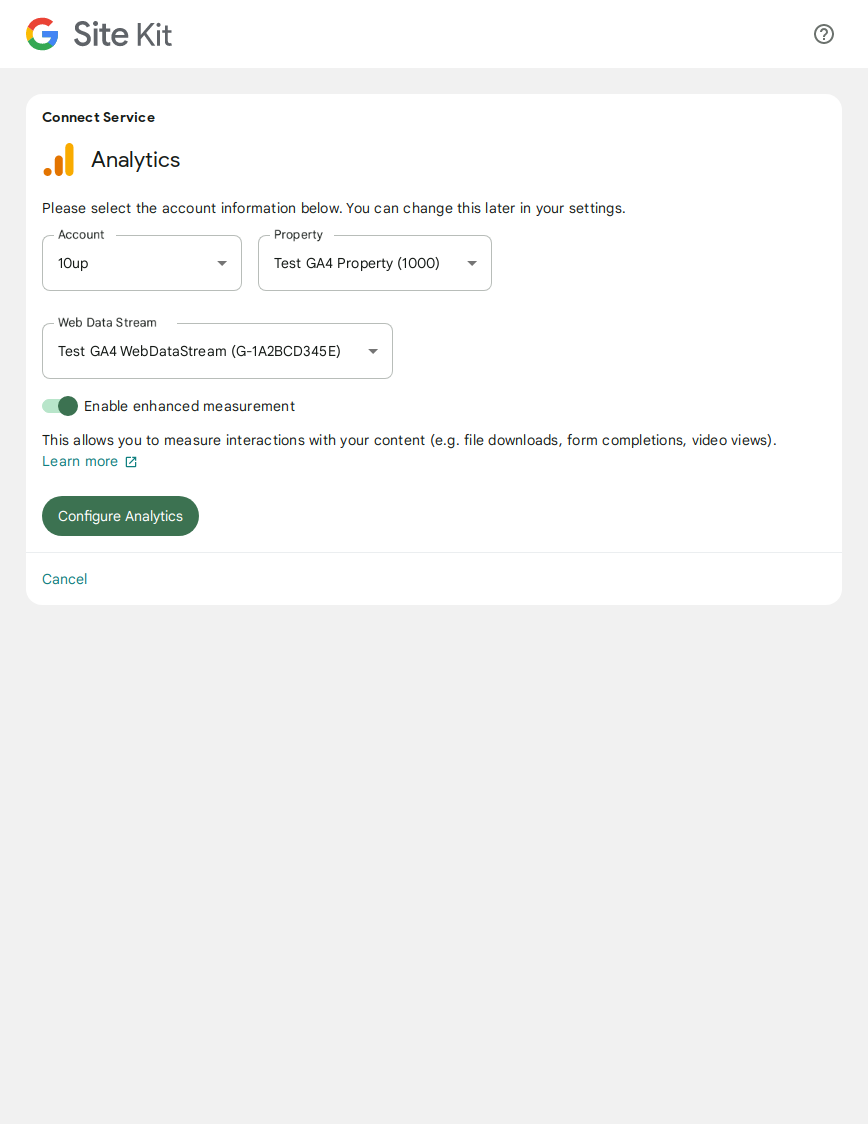 Site Kit
Connect Service
Analytics
Please select the account information below. You can change this later in your settings.
Account
10up
Property
Test GA4 Property (1000)
Web Data Stream
Test GA4 WebDataStream (G-1A2BCD345E)
Enable enhanced measurement
This allows you to measure interactions with your content (e.g. file downloads, form completions, video views).
Learn more
Configure Analytics
Cancel